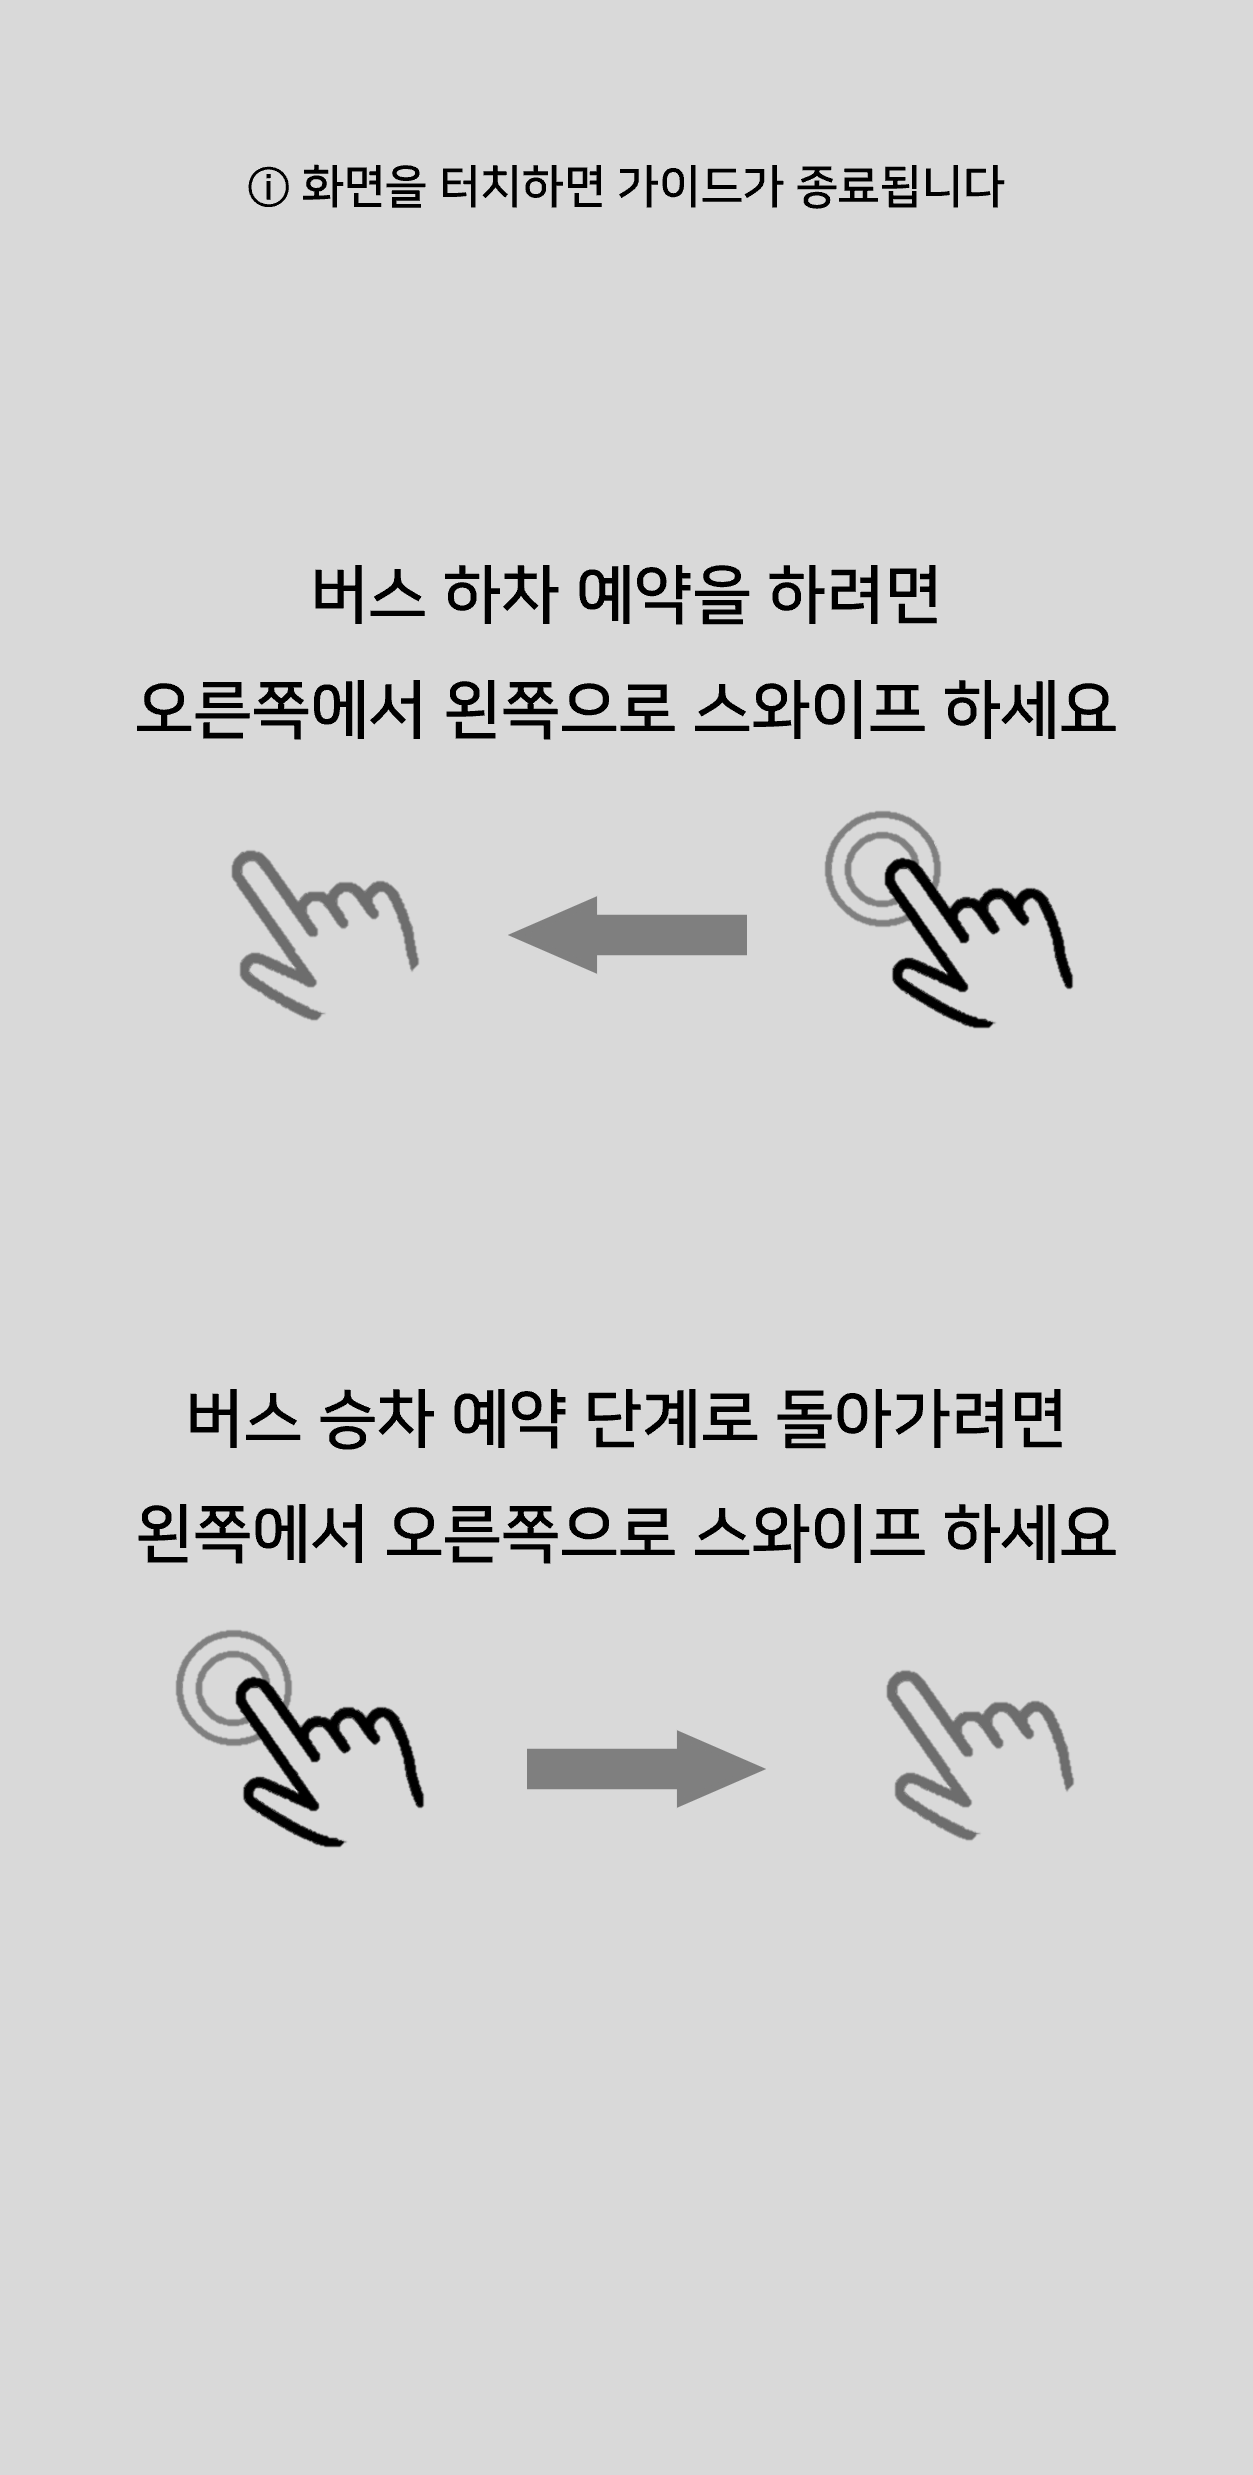 ⓘ 화면을 터치하면 가이드가 종료됩니다
버스 하차 예약을 하려면
오른쪽에서 왼쪽으로 스와이프 하세요
버스 승차 예약 단계로 돌아가려면
왼쪽에서 오른쪽으로 스와이프 하세요